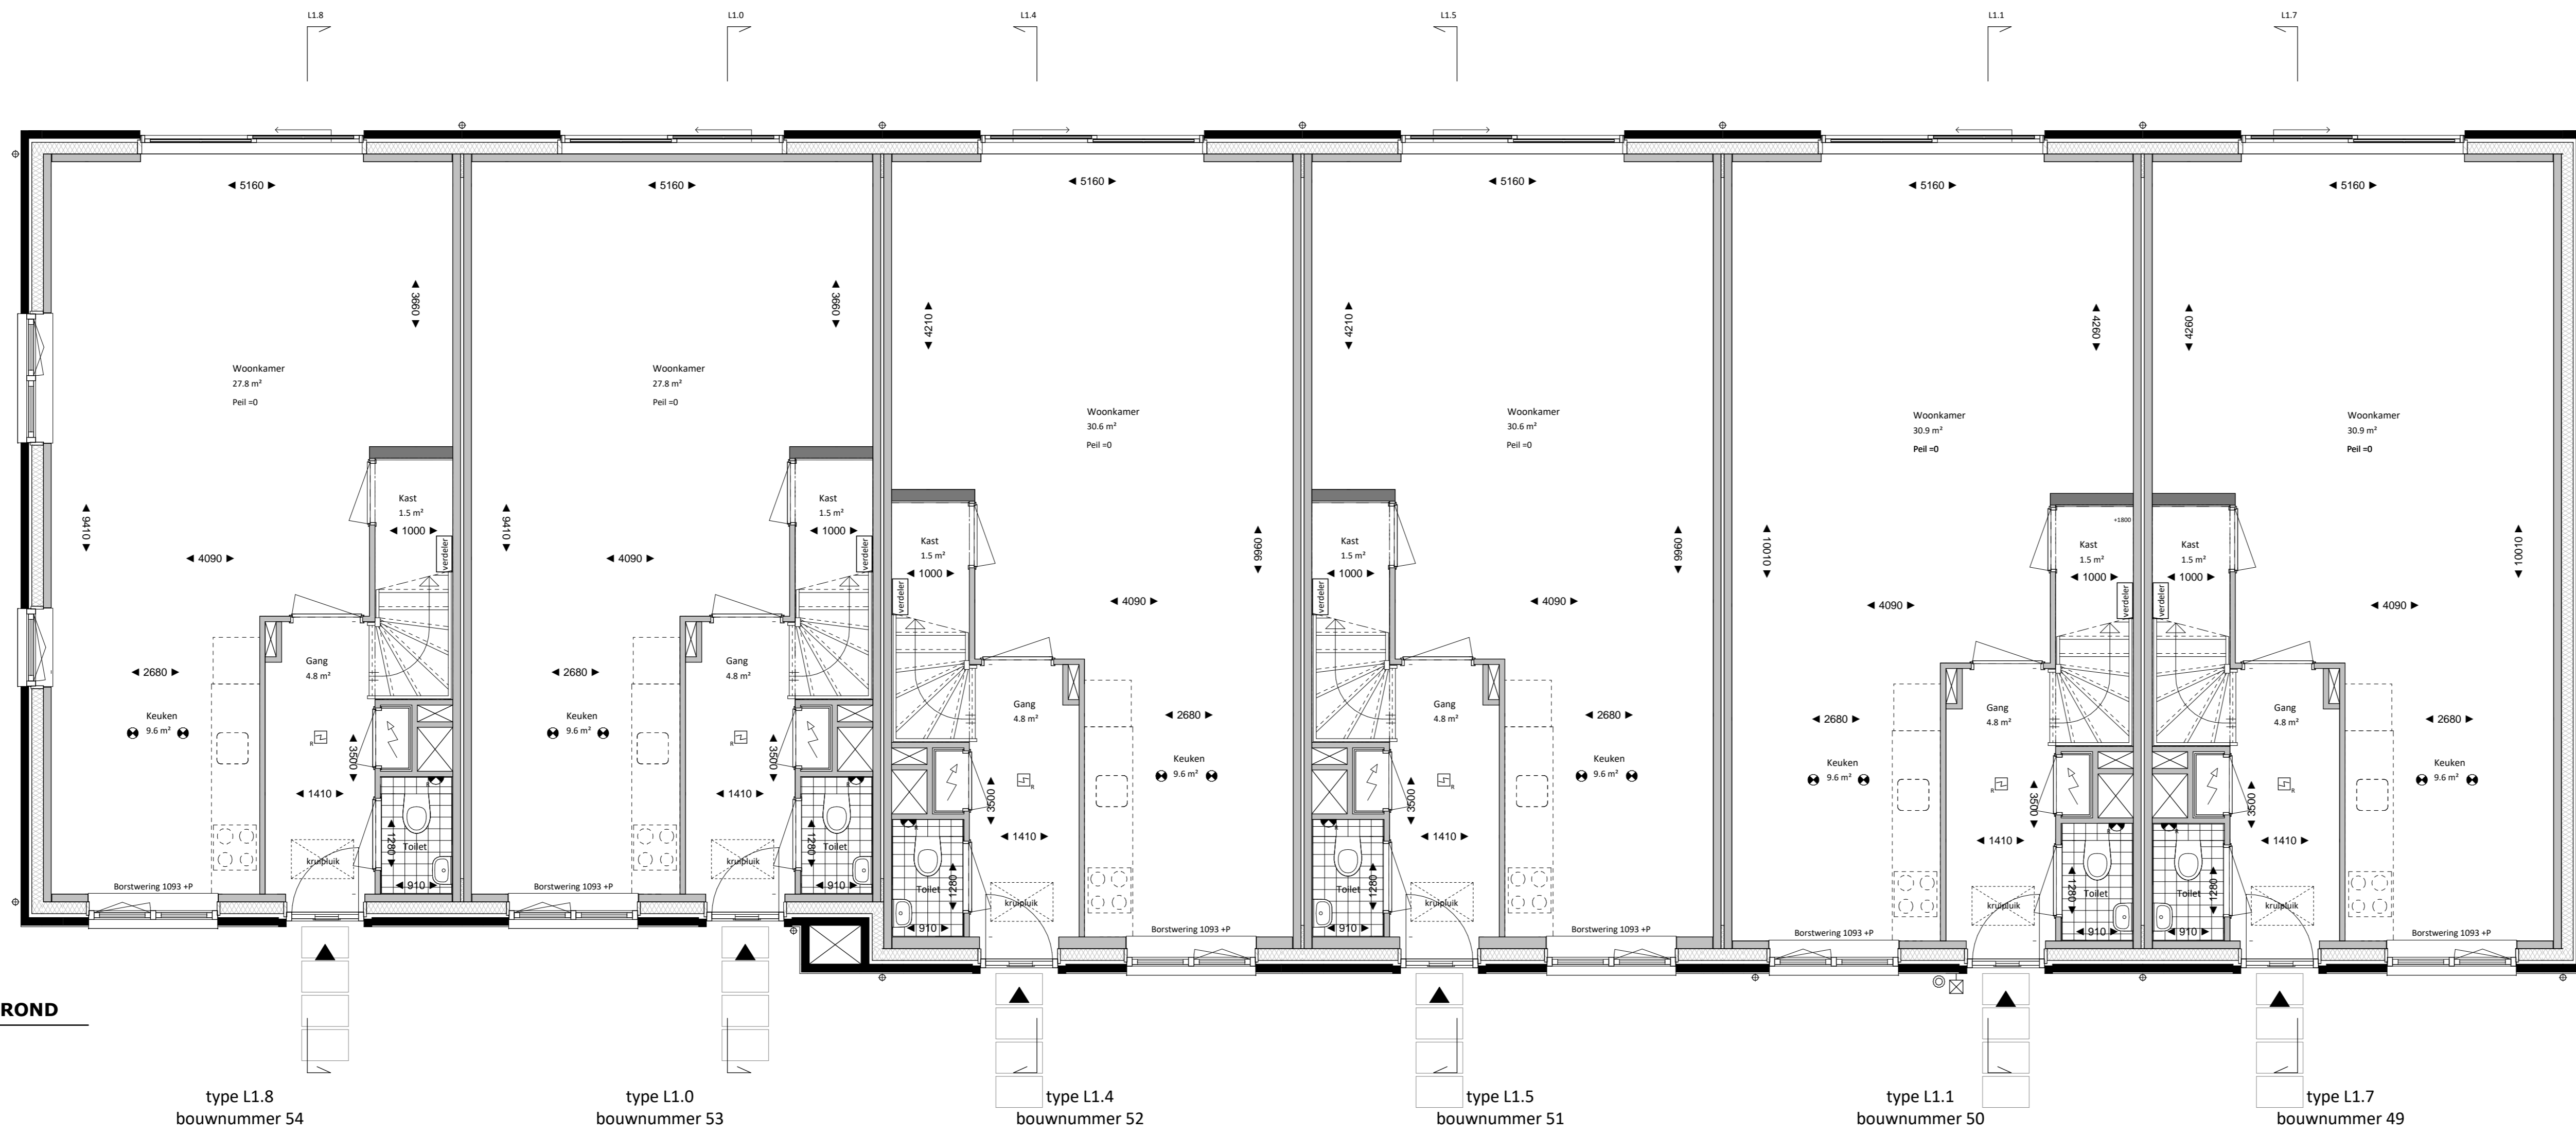 L1.8
L1.0
L1.4
L1.5
L1.1
L1.7
5160
5160
5160
5160
5160
5160
3660
3660
4210
4210
4260
4260
Woonkamer
27.8 m²
Peil =0
Woonkamer
27.8 m²
Peil =0
Woonkamer
30.6 m²
Peil =0
Woonkamer
30.6 m²
Peil =0
Woonkamer
30.9 m²
Peil =0
Woonkamer
30.9 m²
Peil =0
9410
9410
9960
9960
10010
10010
Kast
1.5 m²
1000
verdeler
Kast
1.5 m²
1000
verdeler
Kast
1.5 m²
1000
verdeler
Kast
1.5 m²
1000
verdeler
+1800
Kast
1.5 m²
1000
verdeler
Kast
1.5 m²
1000
verdeler
4090
4090
4090
4090
4090
4090
2680
2680
2680
2680
2680
2680
Gang
4.8 m²
Gang
4.8 m²
Gang
4.8 m²
Gang
4.8 m²
Gang
4.8 m²
Gang
4.8 m²
Keuken
9.6 m²
Keuken
9.6 m²
Keuken
9.6 m²
Keuken
9.6 m²
Keuken
9.6 m²
Keuken
9.6 m²
R
R
R
R
R
R
3500
3500
3500
3500
3500
3500
1410
1410
1410
1410
1410
1410
1280
Toilet
910
1280
Toilet
910
1280
Toilet
910
1280
Toilet
910
1280
Toilet
910
1280
Toilet
910
kruipluik
kruipluik
kruipluik
kruipluik
kruipluik
kruipluik
Borstwering 1093 +P
Borstwering 1093 +P
Borstwering 1093 +P
Borstwering 1093 +P
Borstwering 1093 +P
Borstwering 1093 +P
ROND
type L1.8
bouwnummer 54
type L1.0
bouwnummer 53
type L1.4
bouwnummer 52
type L1.5
bouwnummer 51
type L1.1
bouwnummer 50
type L1.7
bouwnummer 49